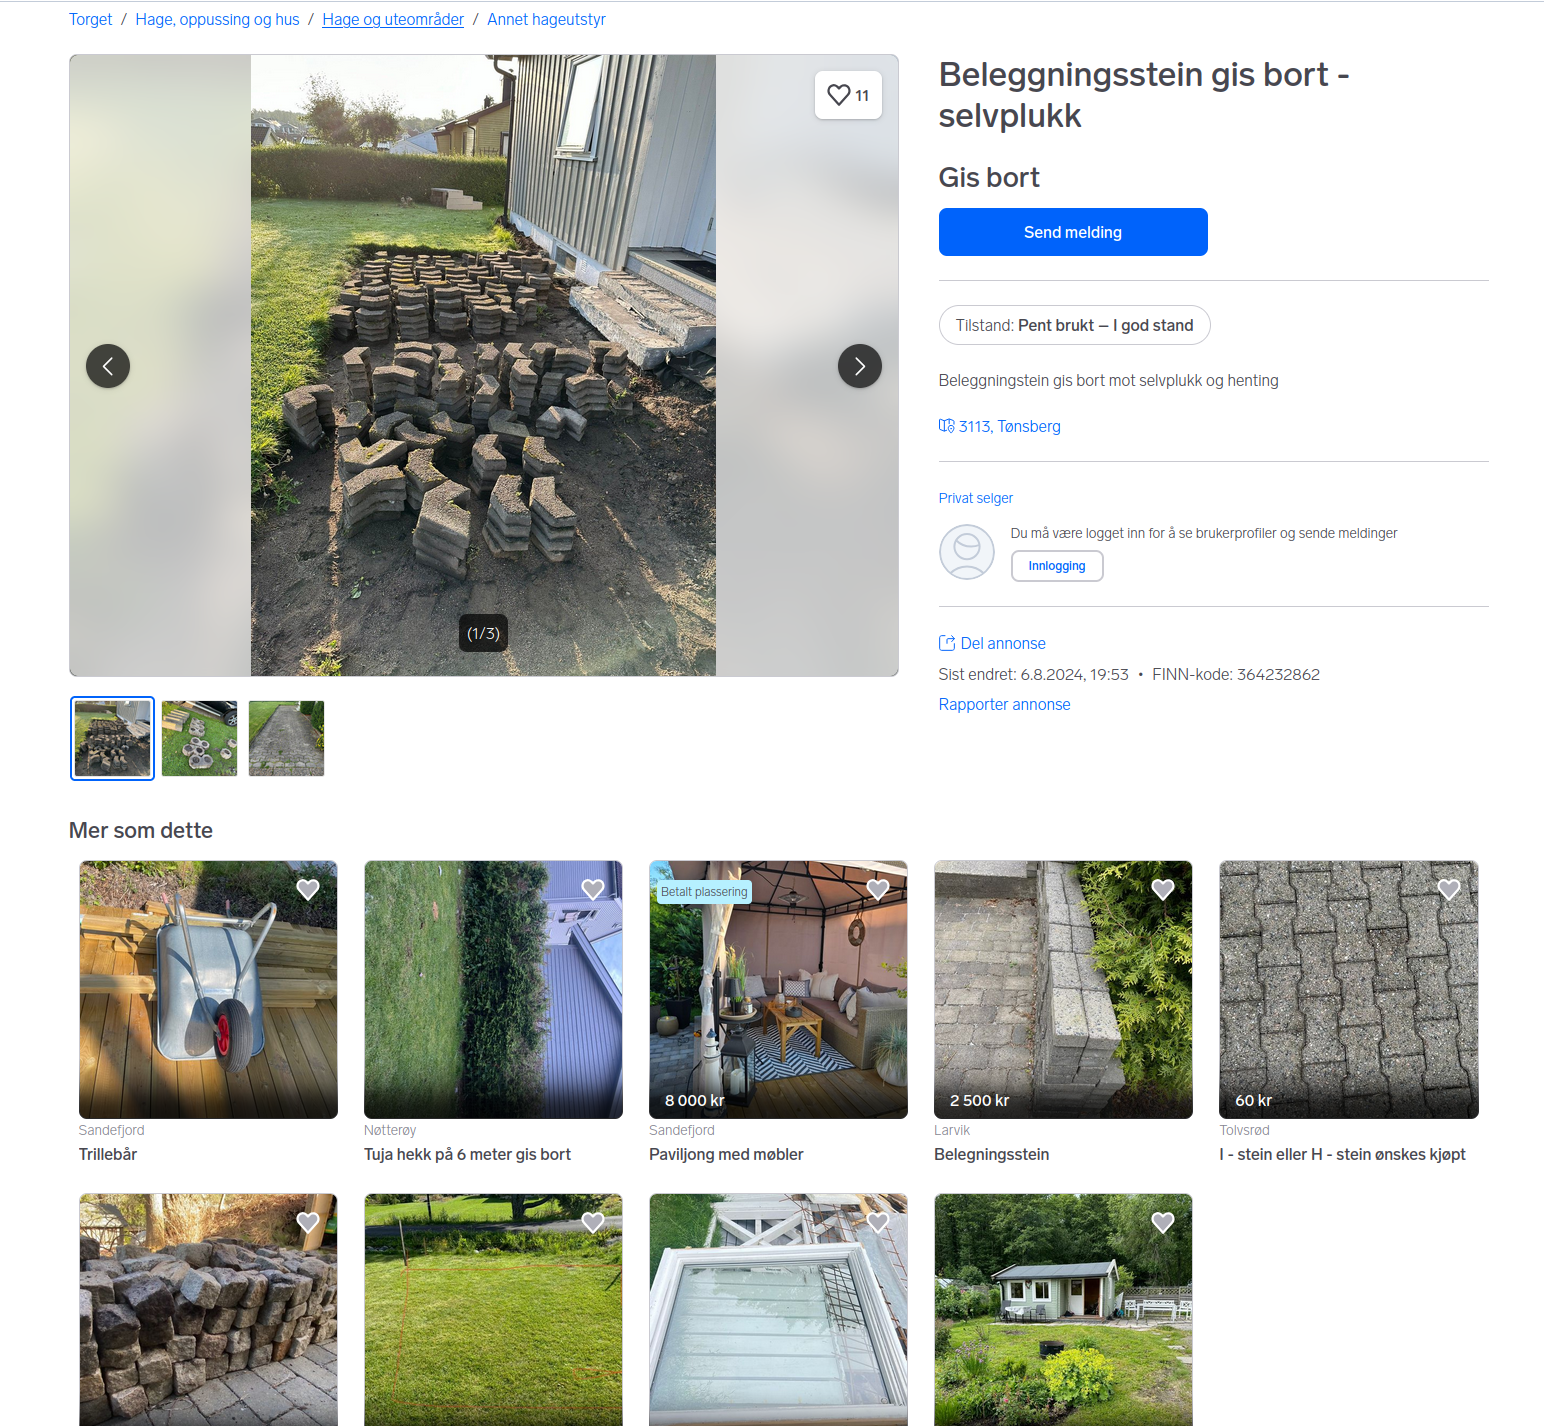 Torget / Hage, oppussing og hus / Hage og uteområder / Annet hageutstyr
11
(1/3)
Beleggningsstein gis bort -
selvplukk
Gis bort
Send melding
Tilstand: Pent brukt – I god stand
Beleggningstein gis bort mot selvplukk og henting
3113, Tønsberg
Privat selger
Du må være logget inn for å se brukerprofiler og sende meldinger
Innlogging
Del annonse
Sist endret: 6.8.2024, 19:53 • FINN-kode: 364232862
Rapporter annonse
Mer som dette
Sandefjord
Trillebår
Nøtterøy
Tuja hekk på 6 meter gis bort
Betalt plassering
8 000 kr
Sandefjord
Paviljong med møbler
2 500 kr
Larvik
Belegningsstein
60 kr
Tolvsrød
I - stein eller H - stein ønskes kjøpt